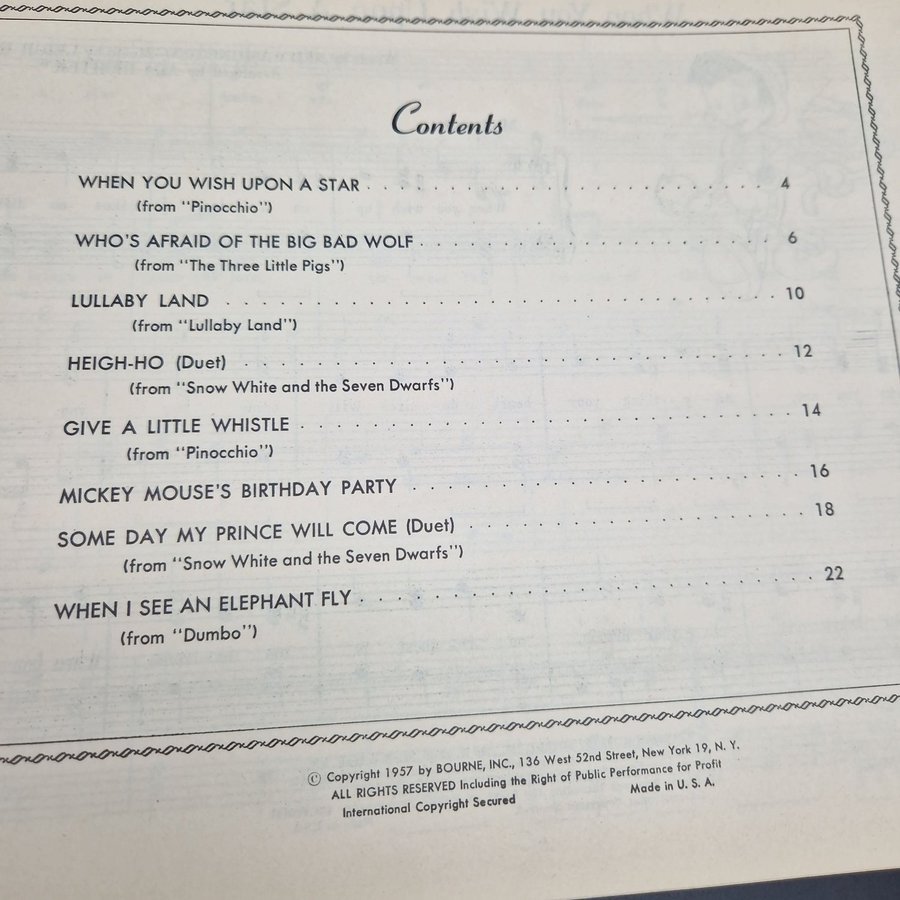 Contents
WHEN YOU WISH UPON A STAR . . . . . . . . . . . . . . . . . . . . 4
(from "Pinocchio")
WHO'S AFRAID OF THE BIG BAD WOLF . . . . . . . . . . . . . . . . . 6
(from "The Three Little Pigs")
LULLABY LAND . . . . . . . . . . . . . . . . . . . . . . . . . 10
(from "Lullaby Land")
HEIGH-HO (Duet) . . . . . . . . . . . . . . . . . . . . . . . . 12
(from "Snow White and the Seven Dwarfs")
GIVE A LITTLE WHISTLE . . . . . . . . . . . . . . . . . . . . . . 14
(from "Pinocchio")
MICKEY MOUSE'S BIRTHDAY PARTY . . . . . . . . . . . . . . . . . . 16
SOME DAY MY PRINCE WILL COME (Duet) . . . . . . . . . . . . . . . 18
(from "Snow White and the Seven Dwarfs")
WHEN I SEE AN ELEPHANT FLY . . . . . . . . . . . . . . . . . . . . 22
(from "Dumbo")
© Copyright 1957 by BOURNE, INC., 136 West 52nd Street, New York 19, N. Y.
ALL RIGHTS RESERVED Including the Right of Public Performance for Profit
International Copyright Secured Made in U. S. A.